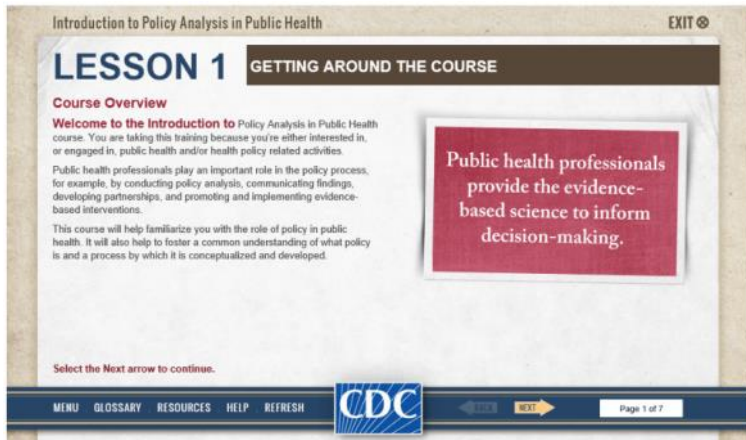 Introduction to Policy Analysis in Public Health
EXIT
LESSON 1
GETTING AROUND THE COURSE
Course Overview
Welcome to the Introduction to Policy Analysis in Public Health
course. You are taking this training because you're either interested in,
or engaged in, public health and/or health policy related activities.
Public health professionals play an important role in the policy process,
for example, by conducting policy analysis, communicating findings,
developing partnerships, and promoting and implementing evidence-
based interventions.
This course will help familiarize you with the role of policy in public
health. It will also help to foster a common understanding of what policy
is and a process by which it is conceptualized and developed.
Public health professionals
provide the evidence-
based science to inform
decision-making.
Select the Next arrow to continue.
MENU GLOSSARY RESOURCES HELP REFRESH
CDC
BACK
NEXT
Page 1 of 7